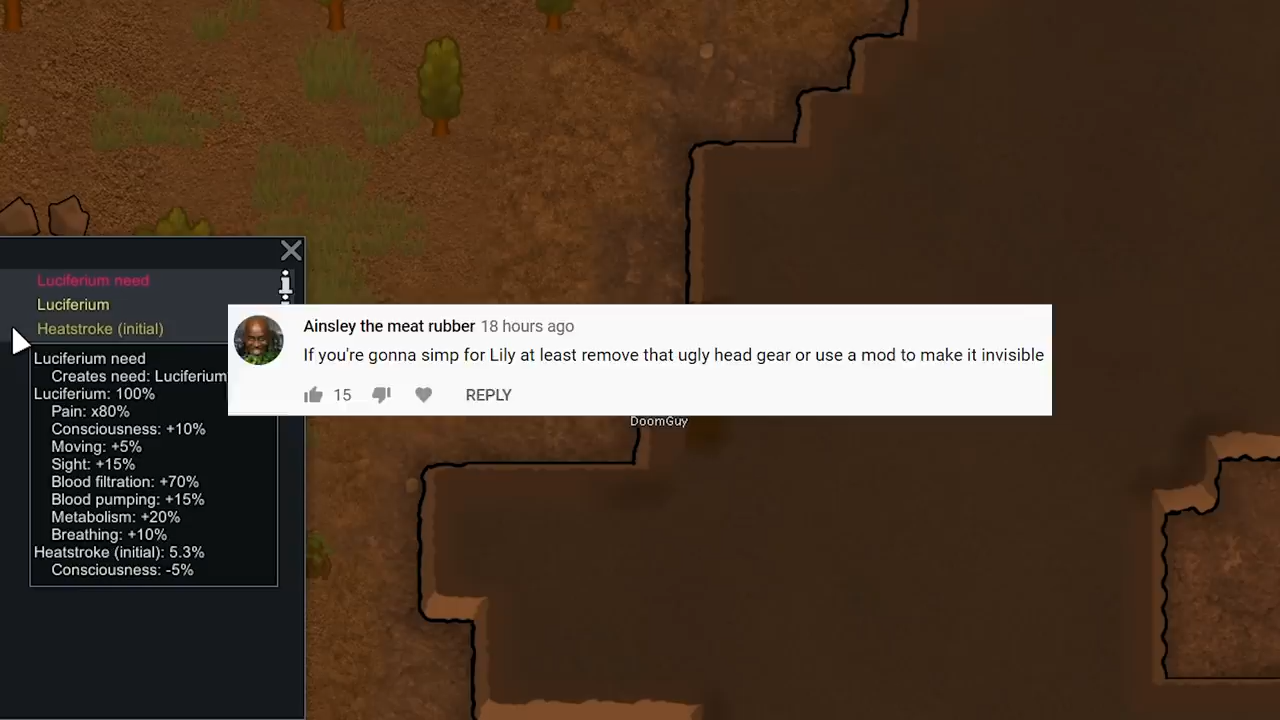 Luciferium need
Luciferium
Heatstroke (initial)
Luciferium need
Creates need: Luciferium
Luciferium: 100%
Pain: x80%
Consciousness: +10%
Moving: +5%
Sight: +15%
Blood filtration: +70%
Blood pumping: +15%
Metabolism: +20%
Breathing: +10%
Heatstroke (initial): 5.3%
Consciousness: -5%
Ainsley the meat rubber 18 hours ago
If you're gonna simp for Lily at least remove that ugly head gear or use a mod to make it invisible
15 REPLY
DoomGuy